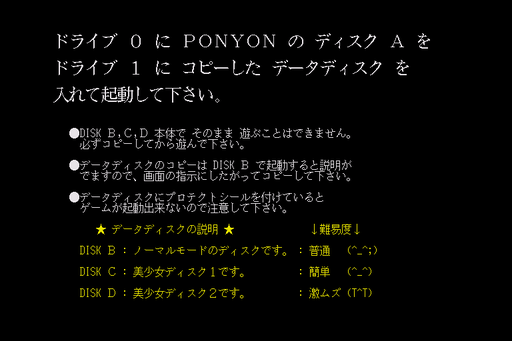 ドライブ 0 に PONYON の ディスク A を
ドライブ 1 に コピーした データディスク を
入れて起動して下さい。
●DISK B,C,D 本体で そのまま 遊ぶことはできません。
必ずコピーしてから遊んで下さい。
●データディスクのコピーは DISK B で起動すると説明が
でますので、画面の指示にしたがってコピーして下さい。
●データディスクにプロテクトシールを付けていると
ゲームが起動出来ないので注意して下さい。
★ データディスクの説明 ★ ↓難易度↓
DISK B : ノーマルモードのディスクです。 : 普通 (^_^;)
DISK C : 美少女ディスク1です。 : 簡単 (^_^)
DISK D : 美少女ディスク2です。 : 激ムズ (T^T)